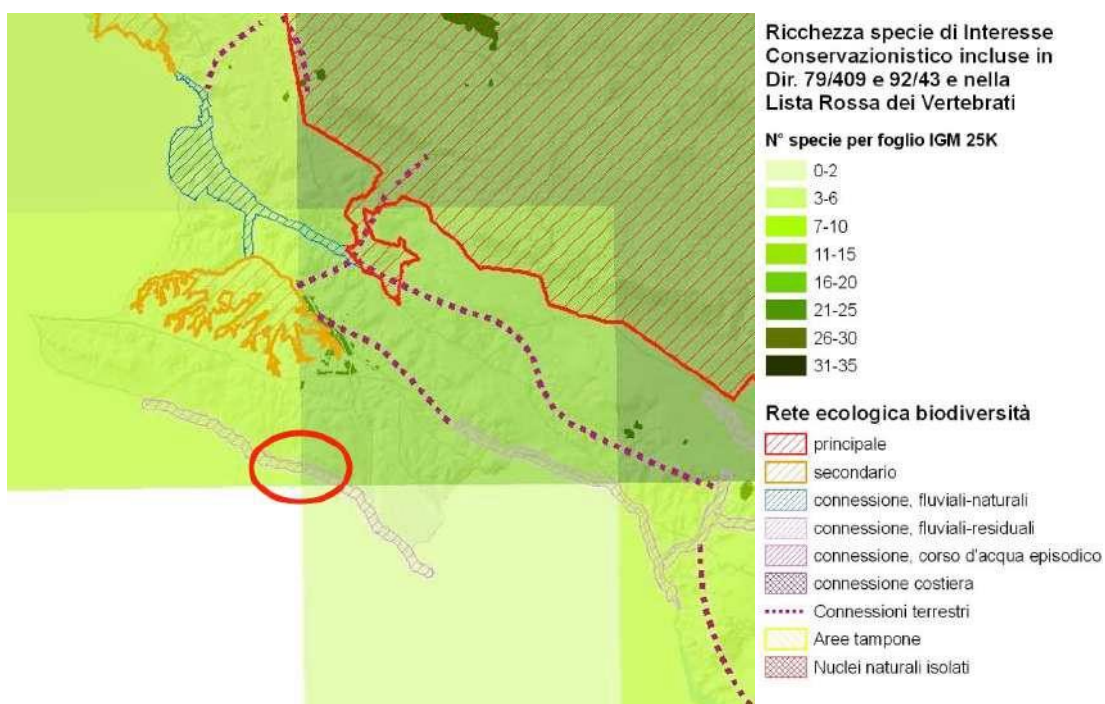 Ricchezza specie di Interesse
Conservazionistico incluse in
Dir. 79/409 e 92/43 e nella
Lista Rossa dei Vertebrati
N° specie per foglio IGM 25K
0-2
3-6
7-10
11-15
16-20
21-25
26-30
31-35
Rete ecologica biodiversità
principale
secondario
connessione, fluviali-naturali
connessione, fluviali-residuali
connessione, corso d'acqua episodico
connessione costiera
Connessioni terrestri
Aree tampone
Nuclei naturali isolati